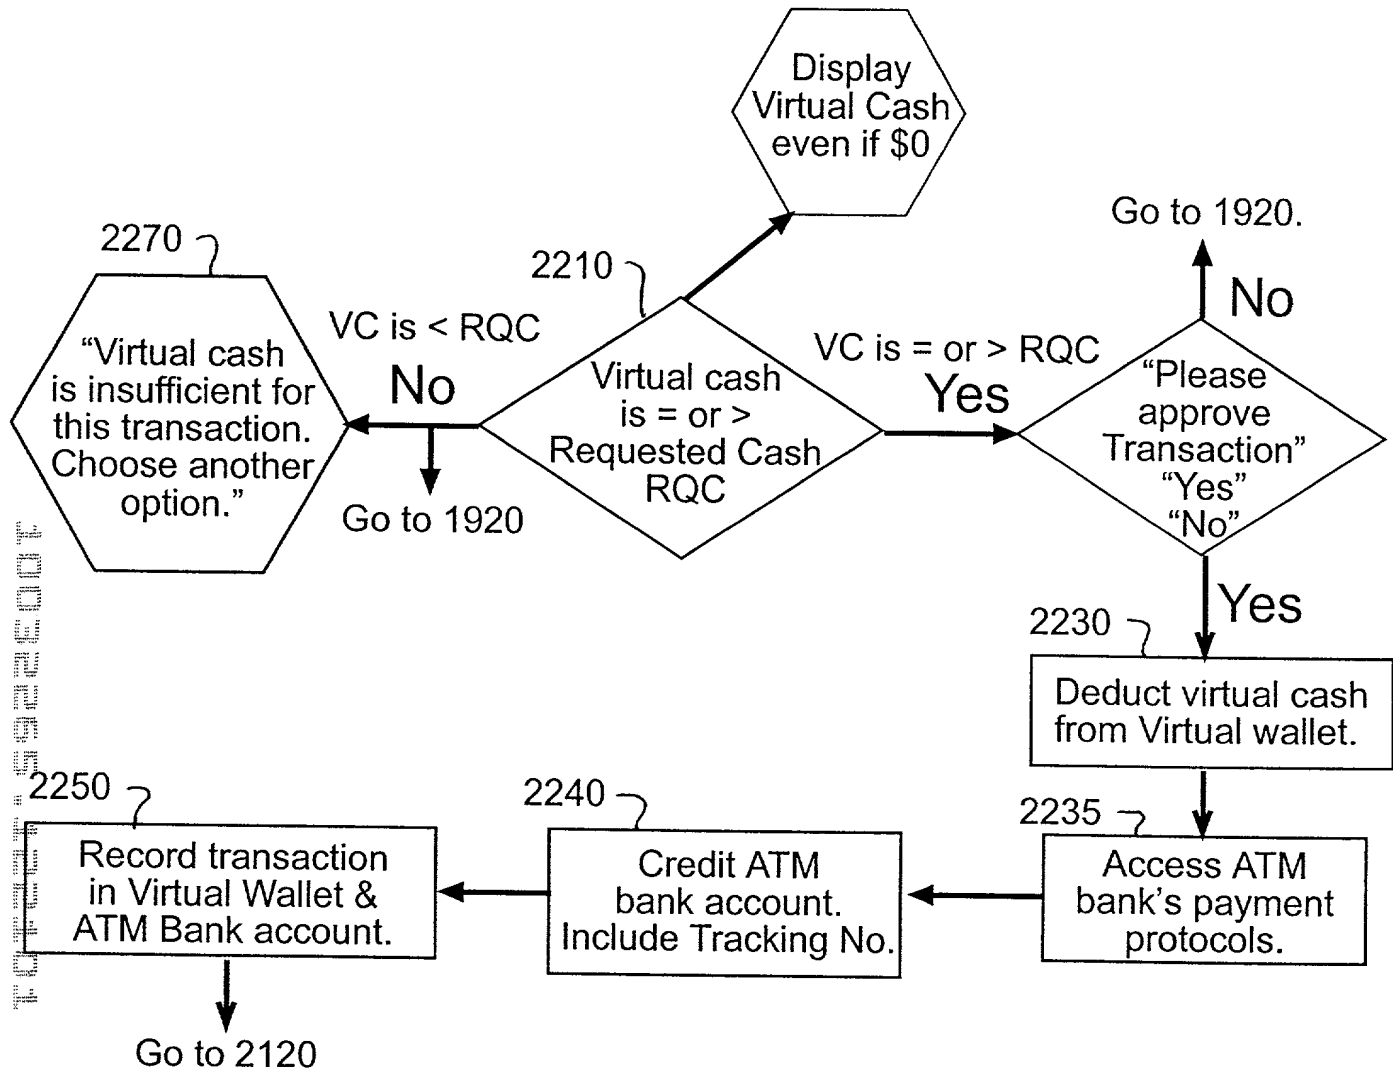 Display
Virtual Cash
even if $0
Go to 1920.
2270
2210
No
VC is < RQC
VC is = or > RQC
No
Yes
"Virtual cash
is insufficient for
this transaction.
Choose another
option."
Virtual cash
is = or >
Requested Cash
RQC
"Please
approve
Transaction"
"Yes"
"No"
Go to 1920
Yes
2230
Deduct virtual cash
from Virtual wallet.
2250
2240
2235
Record transaction
in Virtual Wallet &
ATM Bank account.
Credit ATM
bank account.
Include Tracking No.
Access ATM
bank's payment
protocols.
Go to 2120